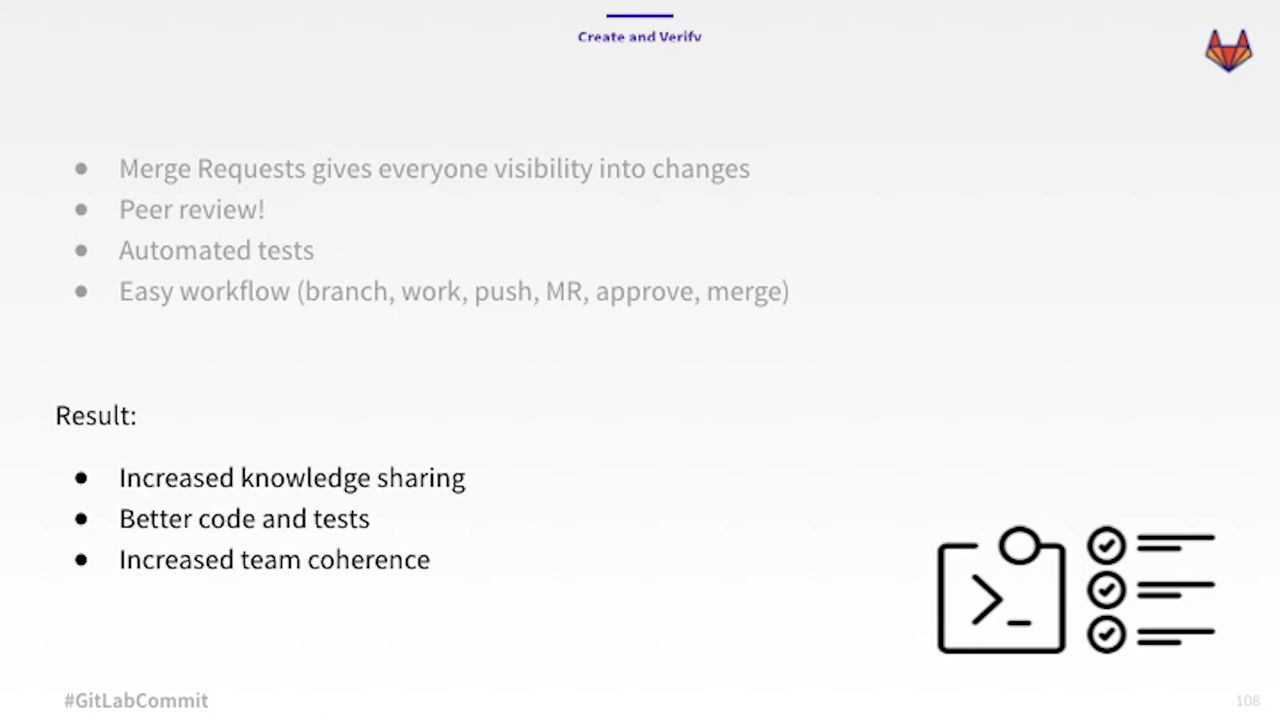 Create and Verify
● Merge Requests gives everyone visibility into changes
● Peer review!
● Automated tests
● Easy workflow (branch, work, push, MR, approve, merge)
Result:
● Increased knowledge sharing
● Better code and tests
● Increased team coherence
>_
#GitLabCommit
108